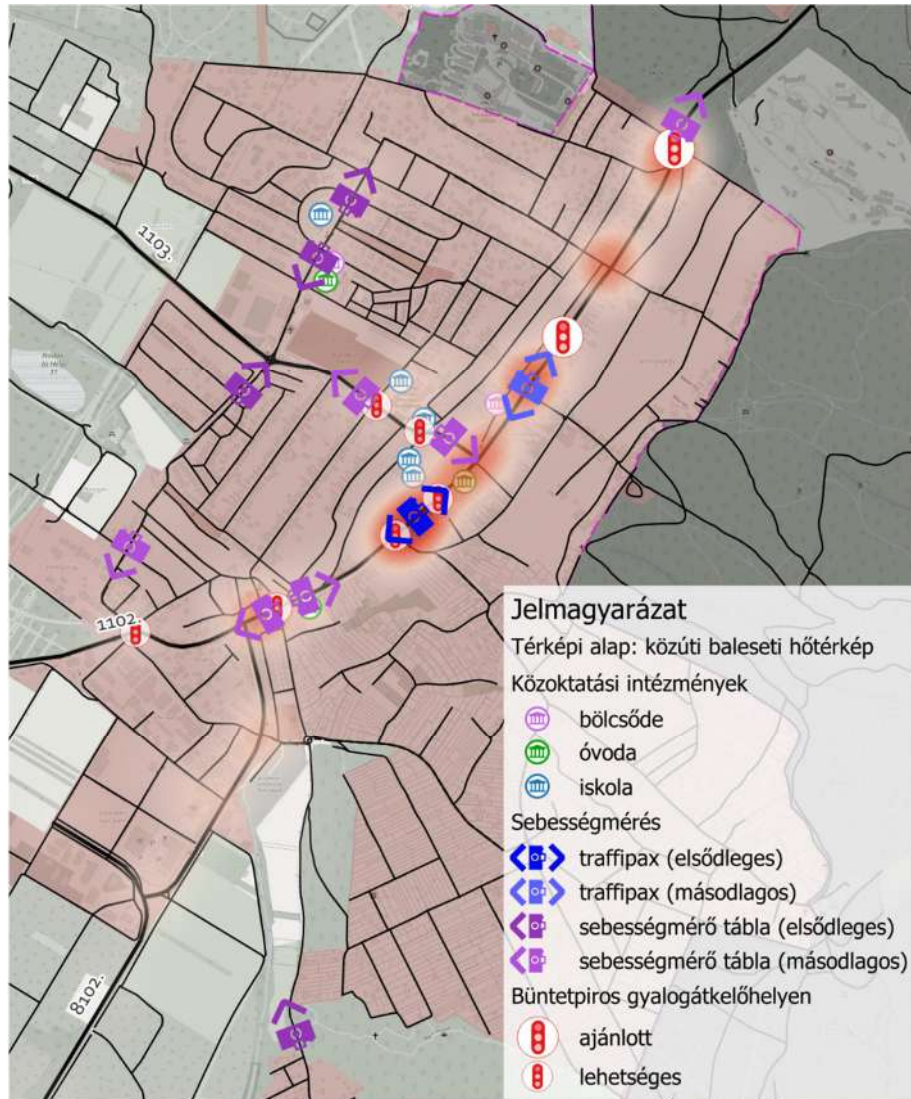 1103.
1102.
8102.
Jelmagyarázat
Térképi alap: közúti baleseti hőtérkép
Közoktatási intézmények
bölcsőde
óvoda
iskola
Sebességmérés
traffipax (elsődleges)
traffipax (másodlagos)
sebességmérő tábla (elsődleges)
sebességmérő tábla (másodlagos)
Büntetpiros gyalogátkelőhelyen
ajánlott
lehetséges